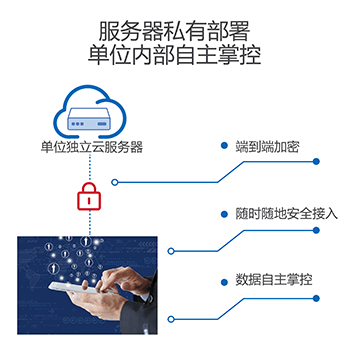 服务器私有部署
单位内部自主掌控
单位独立云服务器
端到端加密
随时随地安全接入
数据自主掌控